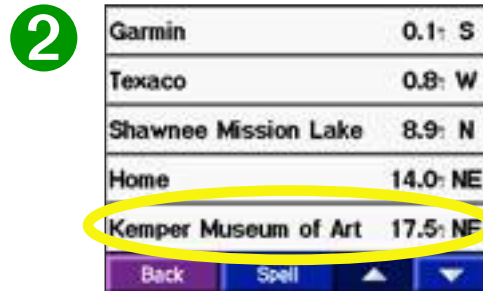 2
Garmin 0.1 S
Texaco 0.8 W
Shawnee Mission Lake 8.9 N
Home 14.0 NE
Kemper Museum of Art 17.5 NE
Back Spell